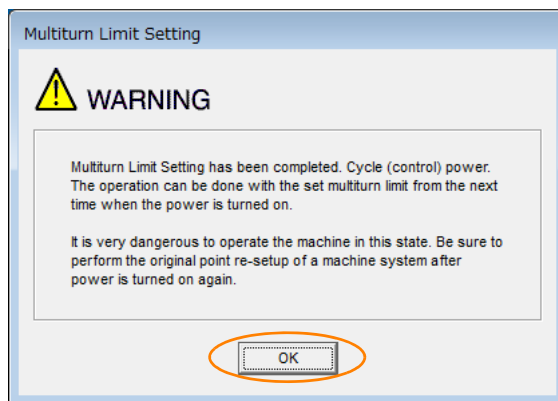 Multiturn Limit Setting
WARNING
Multiturn Limit Setting has been completed. Cycle (control) power.
The operation can be done with the set multiturn limit from the next
time when the power is turned on.
It is very dangerous to operate the machine in this state. Be sure to
perform the original point re-setup of a machine system after
power is turned on again.
OK